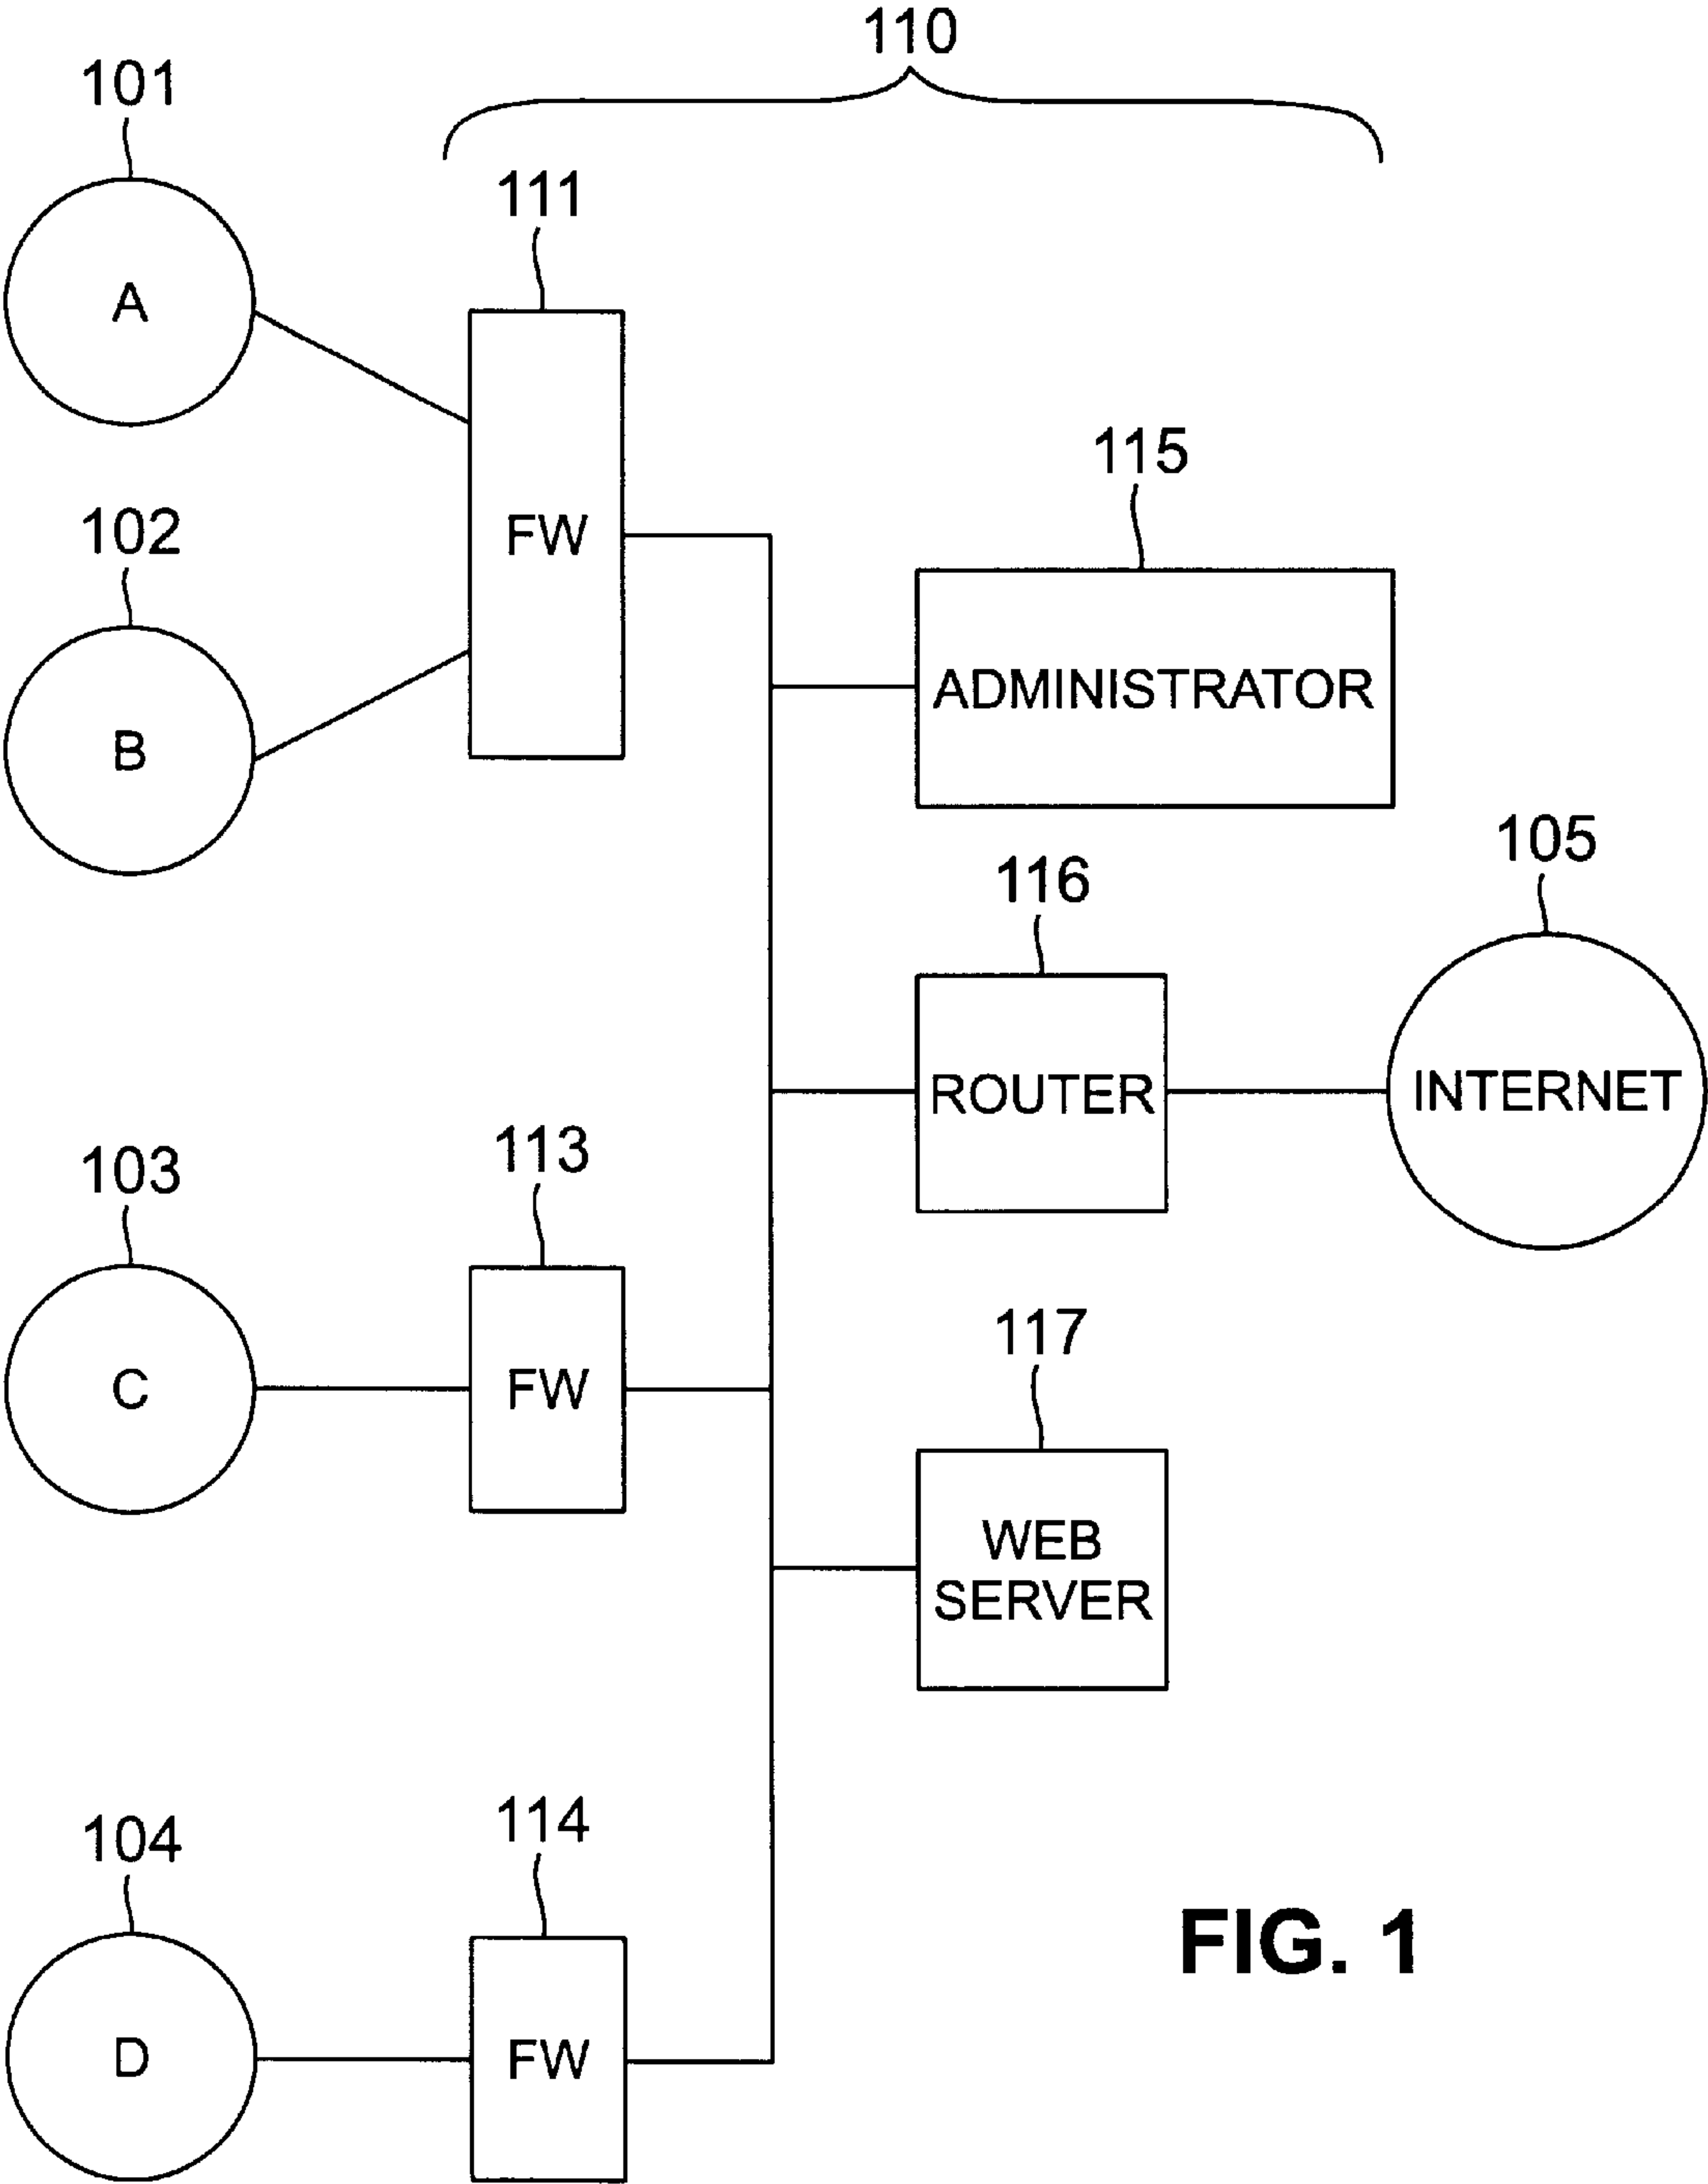 110
101
111
A
FW
115
102
ADMINISTRATOR
B
105
116
INTERNET
ROUTER
113
103
117
C
FW
WEB
SERVER
114
104
FIG. 1
D
FW